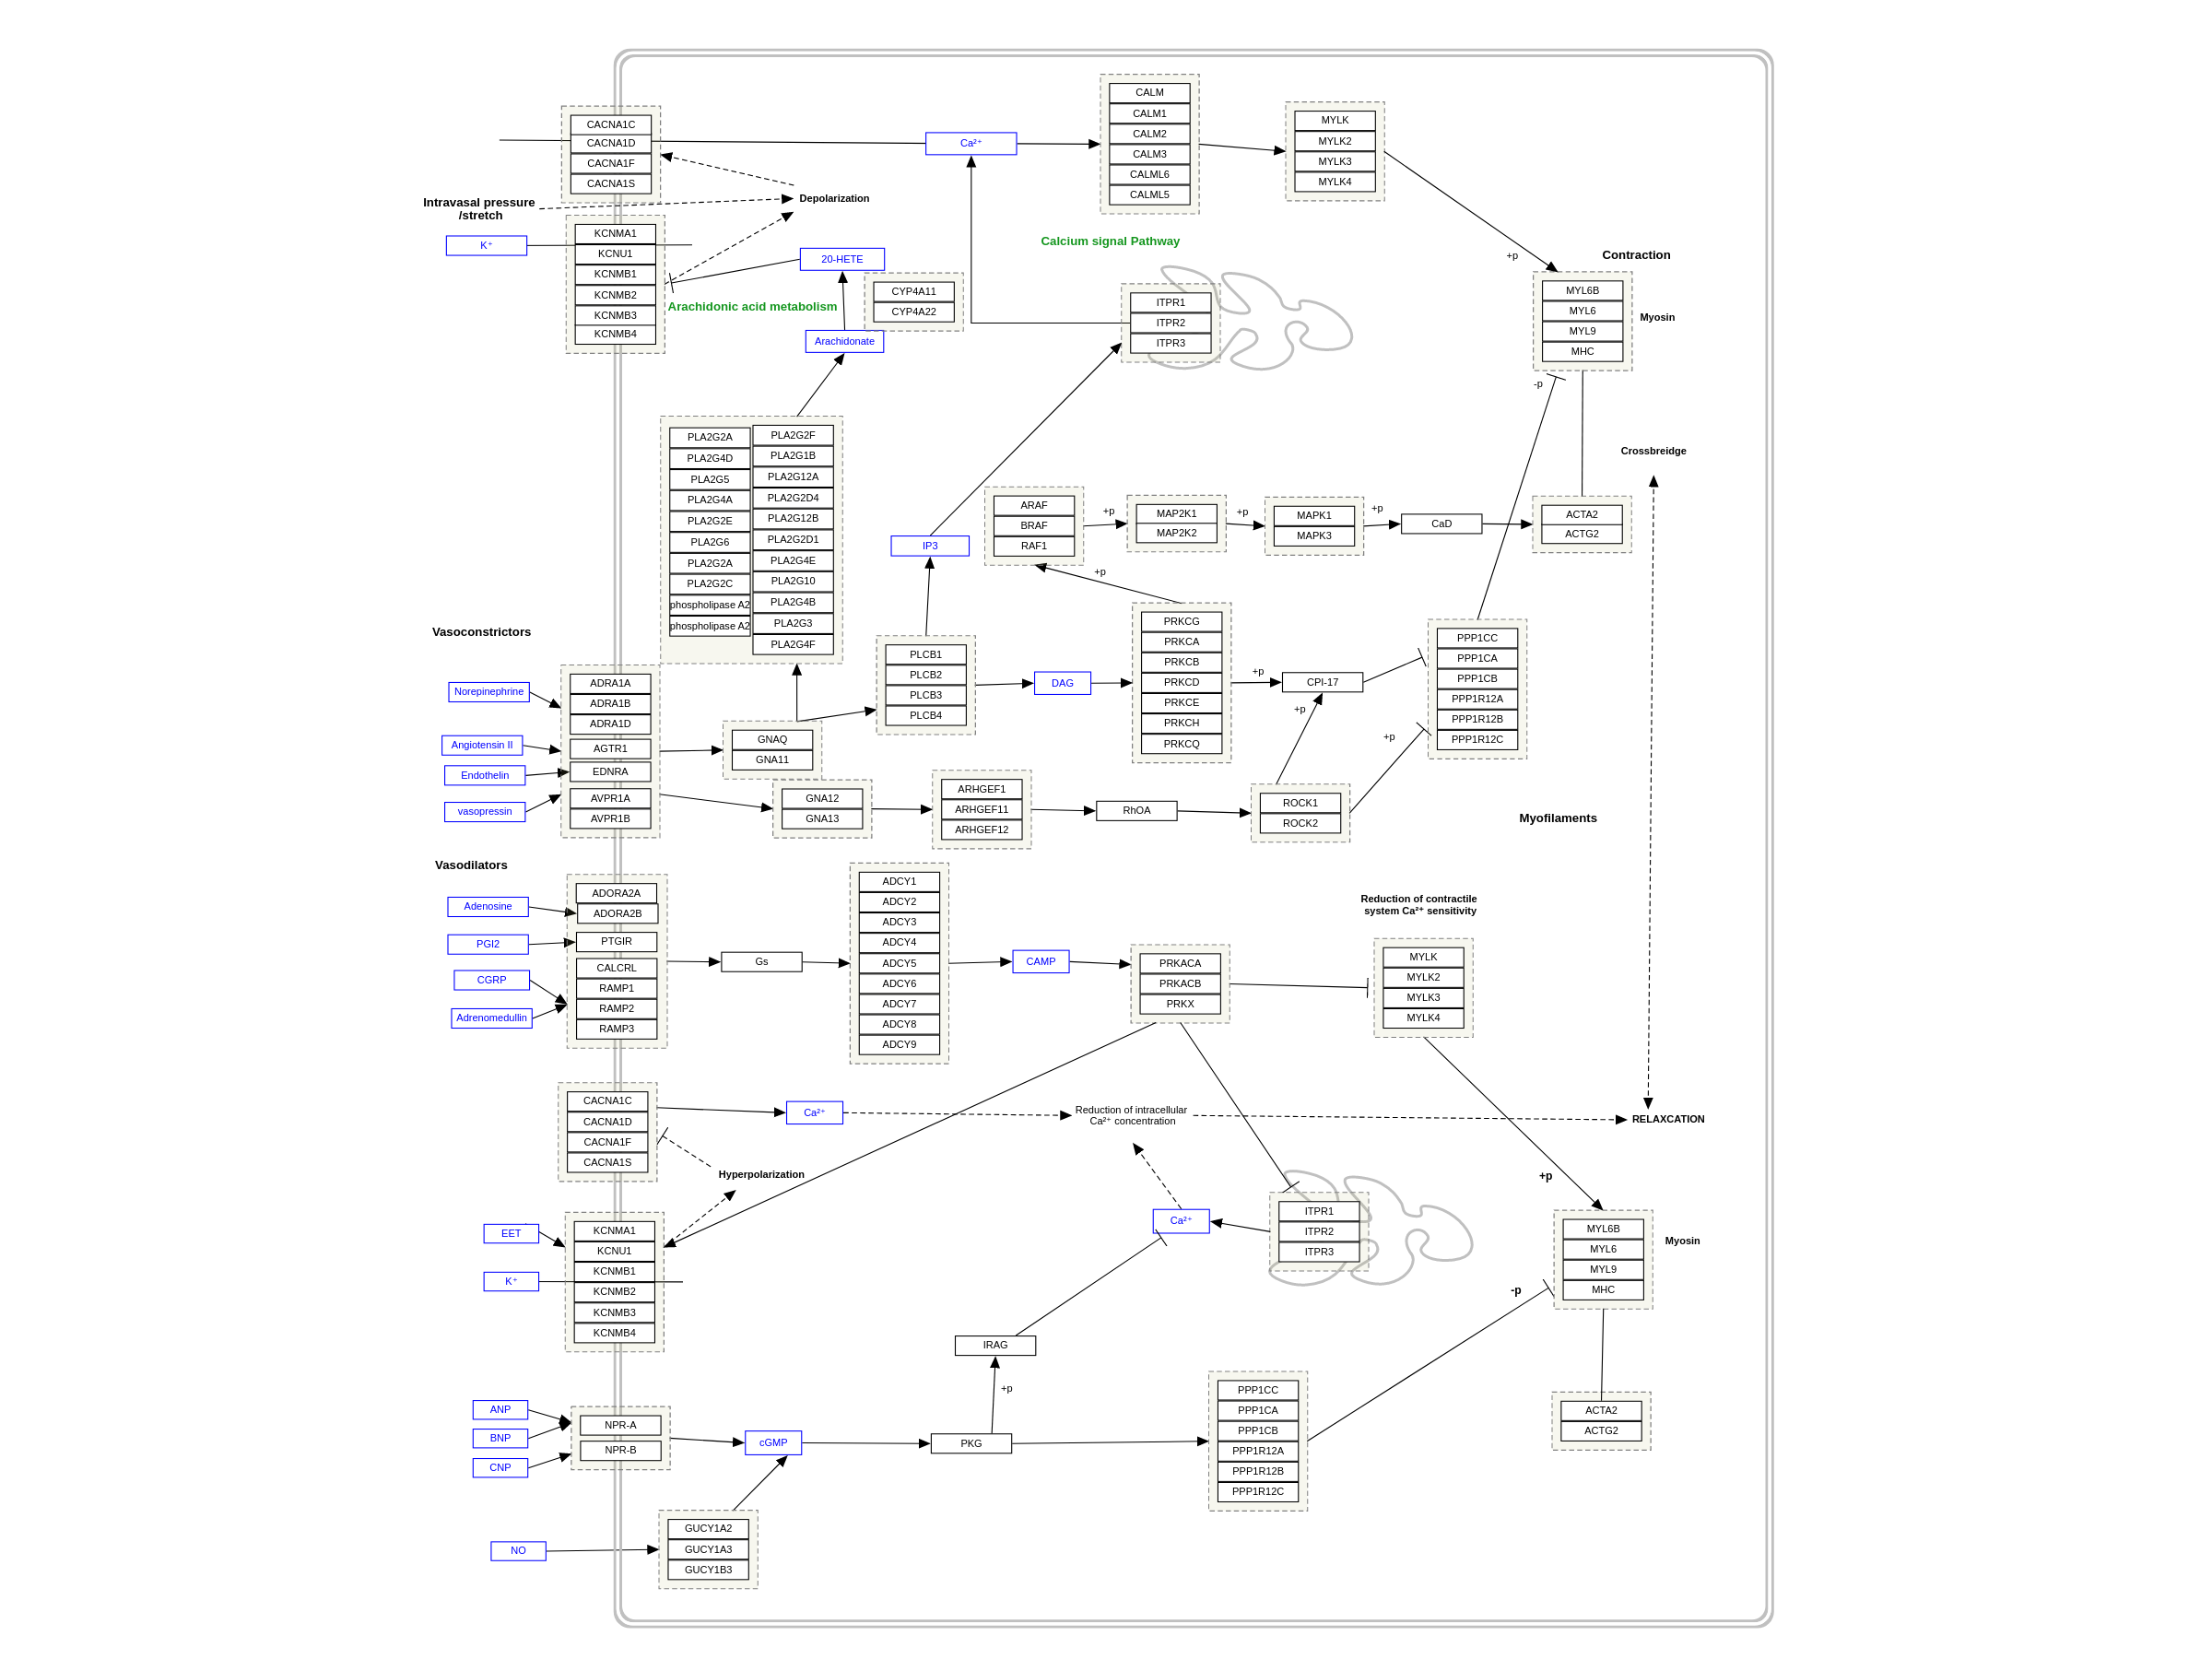 CACNA1C
CACNA1D
CACNA1F
CACNA1S
Ca²⁺
CALM
CALM1
CALM2
CALM3
CALML6
CALML5
MYLK
MYLK2
MYLK3
MYLK4
Intravasal pressure
/stretch
Depolarization
K⁺
KCNMA1
KCNU1
KCNMB1
KCNMB2
KCNMB3
KCNMB4
20-HETE
CYP4A11
CYP4A22
Arachidonic acid metabolism
Arachidonate
Calcium signal Pathway
ITPR1
ITPR2
ITPR3
+p
Contraction
MYL6B
MYL6
MYL9
MHC
Myosin
-p
Crossbreidge
PLA2G2A
PLA2G4D
PLA2G5
PLA2G4A
PLA2G2E
PLA2G6
PLA2G2A
PLA2G2C
phospholipase A2
phospholipase A2
PLA2G2F
PLA2G1B
PLA2G12A
PLA2G2D4
PLA2G12B
PLA2G2D1
PLA2G4E
PLA2G10
PLA2G4B
PLA2G3
PLA2G4F
IP3
ARAF
BRAF
RAF1
+p
MAP2K1
MAP2K2
+p
MAPK1
MAPK3
+p
CaD
ACTA2
ACTG2
+p
Vasoconstrictors
Norepinephrine
Angiotensin II
Endothelin
vasopressin
ADRA1A
ADRA1B
ADRA1D
AGTR1
EDNRA
AVPR1A
AVPR1B
GNAQ
GNA11
GNA12
GNA13
PLCB1
PLCB2
PLCB3
PLCB4
DAG
PRKCG
PRKCA
PRKCB
PRKCD
PRKCE
PRKCH
PRKCQ
+p
CPI-17
+p
+p
PPP1CC
PPP1CA
PPP1CB
PPP1R12A
PPP1R12B
PPP1R12C
ARHGEF1
ARHGEF11
ARHGEF12
RhOA
ROCK1
ROCK2
Myofilaments
Vasodilators
Adenosine
PGI2
CGRP
Adrenomedullin
ADORA2A
ADORA2B
PTGIR
CALCRL
RAMP1
RAMP2
RAMP3
Gs
ADCY1
ADCY2
ADCY3
ADCY4
ADCY5
ADCY6
ADCY7
ADCY8
ADCY9
CAMP
PRKACA
PRKACB
PRKX
Reduction of contractile
system Ca²⁺ sensitivity
MYLK
MYLK2
MYLK3
MYLK4
CACNA1C
CACNA1D
CACNA1F
CACNA1S
Ca²⁺
Reduction of intracellular
Ca²⁺ concentration
RELAXCATION
Hyperpolarization
+p
EET
K⁺
KCNMA1
KCNU1
KCNMB1
KCNMB2
KCNMB3
KCNMB4
Ca²⁺
ITPR1
ITPR2
ITPR3
MYL6B
MYL6
MYL9
MHC
Myosin
-p
IRAG
+p
ANP
BNP
CNP
NPR-A
NPR-B
cGMP
PKG
PPP1CC
PPP1CA
PPP1CB
PPP1R12A
PPP1R12B
PPP1R12C
ACTA2
ACTG2
NO
GUCY1A2
GUCY1A3
GUCY1B3